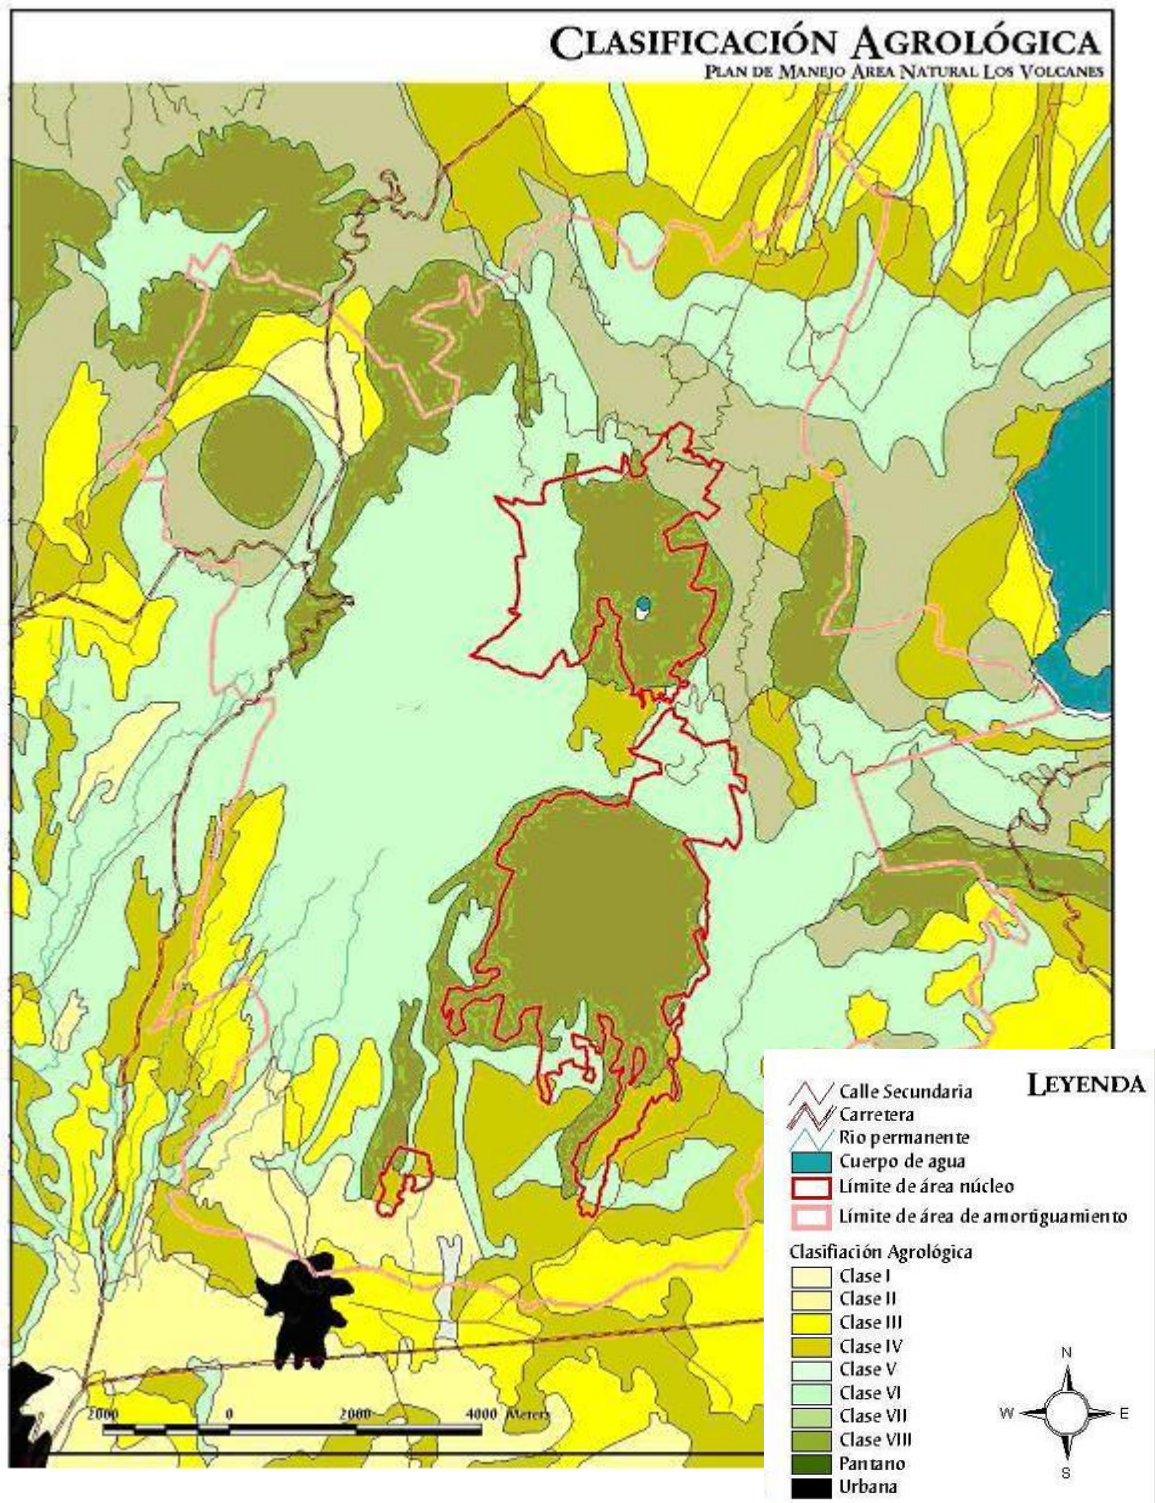 CLASIFICACIÓN AGROLÓGICA
PLAN DE MANEJO AREA NATURAL LOS VOLCANES
LEYENDA
Calle Secundaria
Carretera
Rio permanente
Cuerpo de agua
Límite de área núcleo
Límite de área de amortiguamiento
Clasifiación Agrológica
Clase I
Clase II
Clase III
Clase IV
Clase V
Clase VI
Clase VII
Clase VIII
Pantano
Urbana
N
W E
S
2000 0 2000 4000 Meters